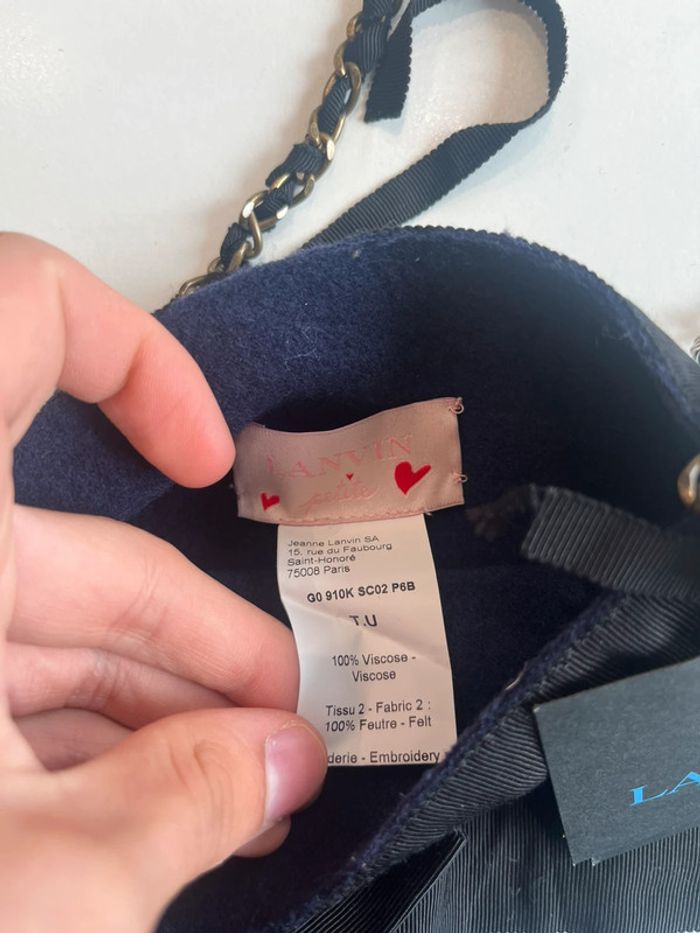 LANVIN
petite
Jeanne Lanvin SA
15, rue du Faubourg
Saint-Honoré
75008 Paris
G0 910K SC02 P6B
T.U
100% Viscose -
Viscose
Tissu 2 - Fabric 2 :
100% Feutre - Felt
derie - Embroidery
LA